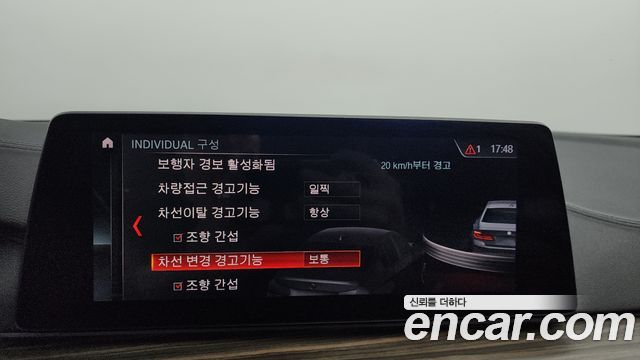 INDIVIDUAL 구성
1 17:48
보행자 경보 활성화됨
20 km/h부터 경고
차량접근 경고기능 일찍
차선이탈 경고기능 항상
조향 간섭
차선 변경 경고기능 보통
조향 간섭
신뢰를 더하다
encar.com